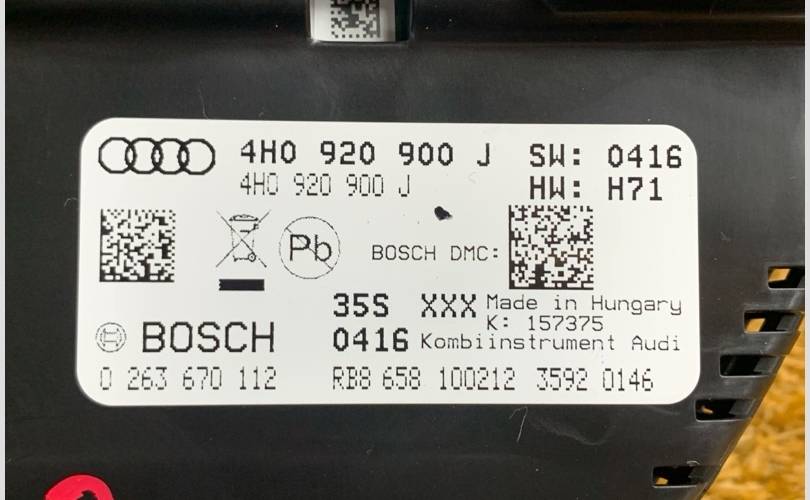 4H0 920 900 J SW: 0416
4H0 920 900 J HW: H71
Pb BOSCH DMC:
35S XXX Made in Hungary
K: 157375
BOSCH 0416 Kombiinstrument Audi
0 263 670 112 RB8 658 100212 3592 0146